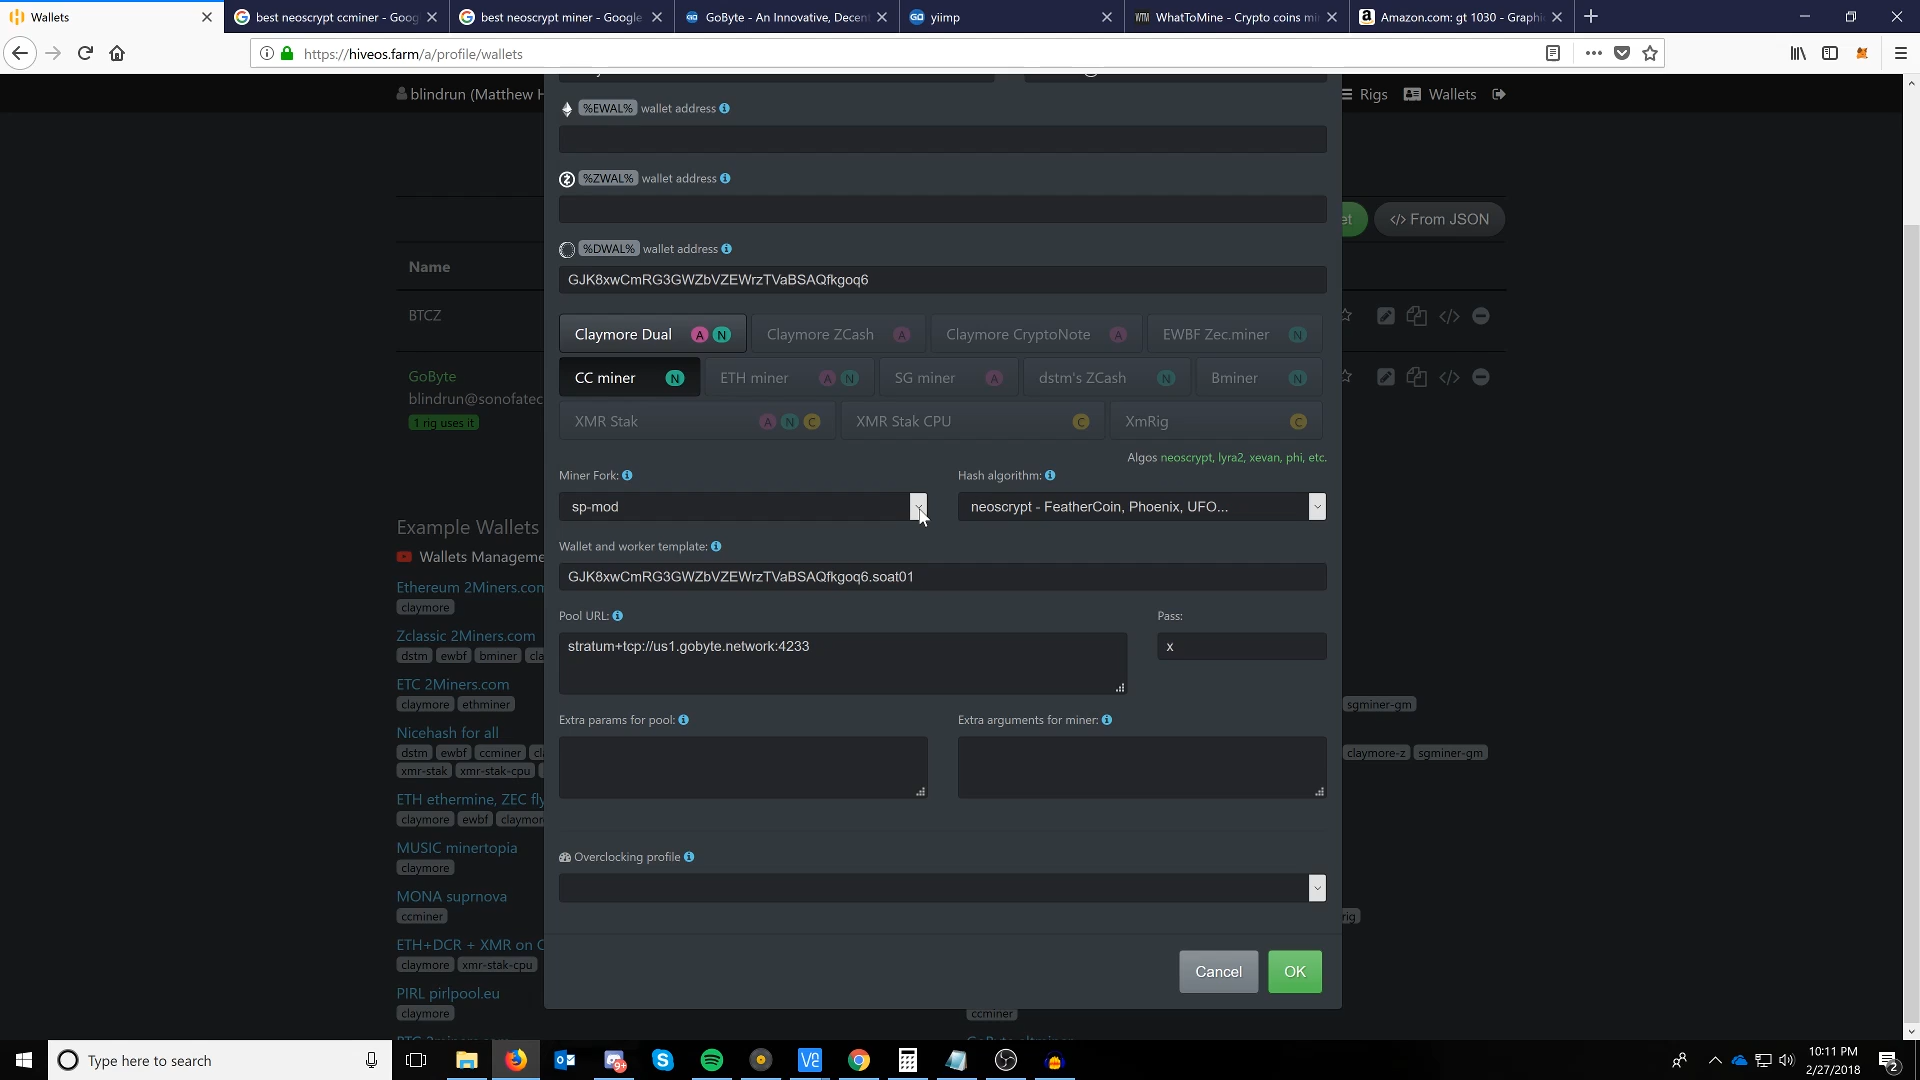 Wallets
best neoscrypt ccminer - Goog
best neoscrypt miner - Google
GoByte - An Innovative, Decen
yiimp
WhatToMine - Crypto coins mi
Amazon.com: gt 1030 - Graphi
https://hiveos.farm/a/profile/wallets
blindrun (Matthew H
Rigs
Wallets
%EWAL% wallet address
%ZWAL% wallet address
</> From JSON
%DWAL% wallet address
Name
GJK8xwCmRG3GWZbVZEWrzTVaBSAQfkgoq6
BTCZ
Claymore Dual A N
Claymore ZCash A
Claymore CryptoNote A
EWBF Zec.miner N
GoByte
CC miner N
ETH miner A N
SG miner A
dstm's ZCash N
Bminer N
blindrun@sonofatec
1 rig uses it
XMR Stak A N C
XMR Stak CPU C
XmRig C
Algos neoscrypt, lyra2, xevan, phi, etc.
Miner Fork:
Hash algorithm:
sp-mod
neoscrypt - FeatherCoin, Phoenix, UFO...
Example Wallets
Wallets Manageme
Wallet and worker template:
GJK8xwCmRG3GWZbVZEWrzTVaBSAQfkgoq6.soat01
Ethereum 2Miners.com
claymore
Pool URL:
Pass:
stratum+tcp://us1.gobyte.network:4233
x
Zclassic 2Miners.com
dstm ewbf bminer cla
ETC 2Miners.com
claymore ethminer
sgminer-gm
Extra params for pool:
Extra arguments for miner:
Nicehash for all
dstm ewbf ccminer cl
claymore-z sgminer-gm
xmr-stak xmr-stak-cpu
ETH ethermine, ZEC fly
claymore ewbf claymor
MUSIC minertopia
claymore
Overclocking profile
MONA suprnova
ccminer
rig
ETH+DCR + XMR on C
claymore xmr-stak-cpu
Cancel
OK
PIRL pirlpool.eu
claymore
ccminer
Type here to search
9+
10:11 PM
2/27/2018
2